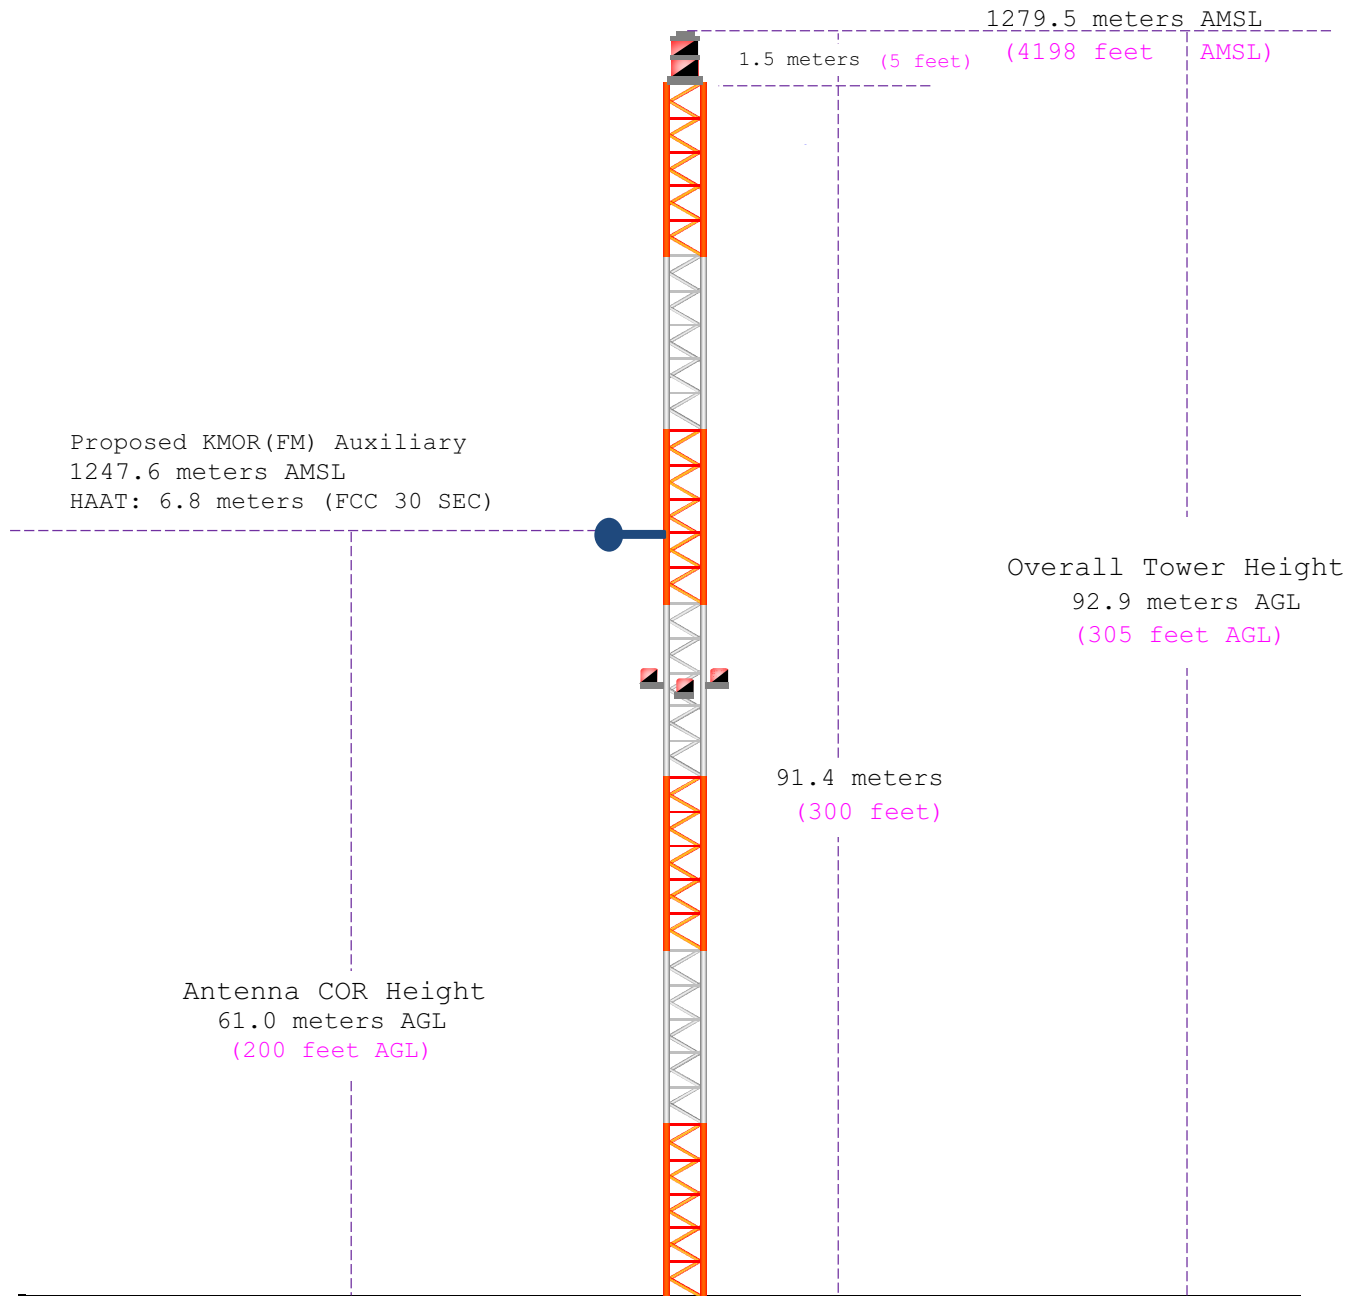 1279.5 meters AMSL
(4198 feet AMSL)
1.5 meters (5 feet)
Proposed KMOR(FM) Auxiliary
1247.6 meters AMSL
HAAT: 6.8 meters (FCC 30 SEC)
Overall Tower Height
92.9 meters AGL
(305 feet AGL)
91.4 meters
(300 feet)
Antenna COR Height
61.0 meters AGL
(200 feet AGL)